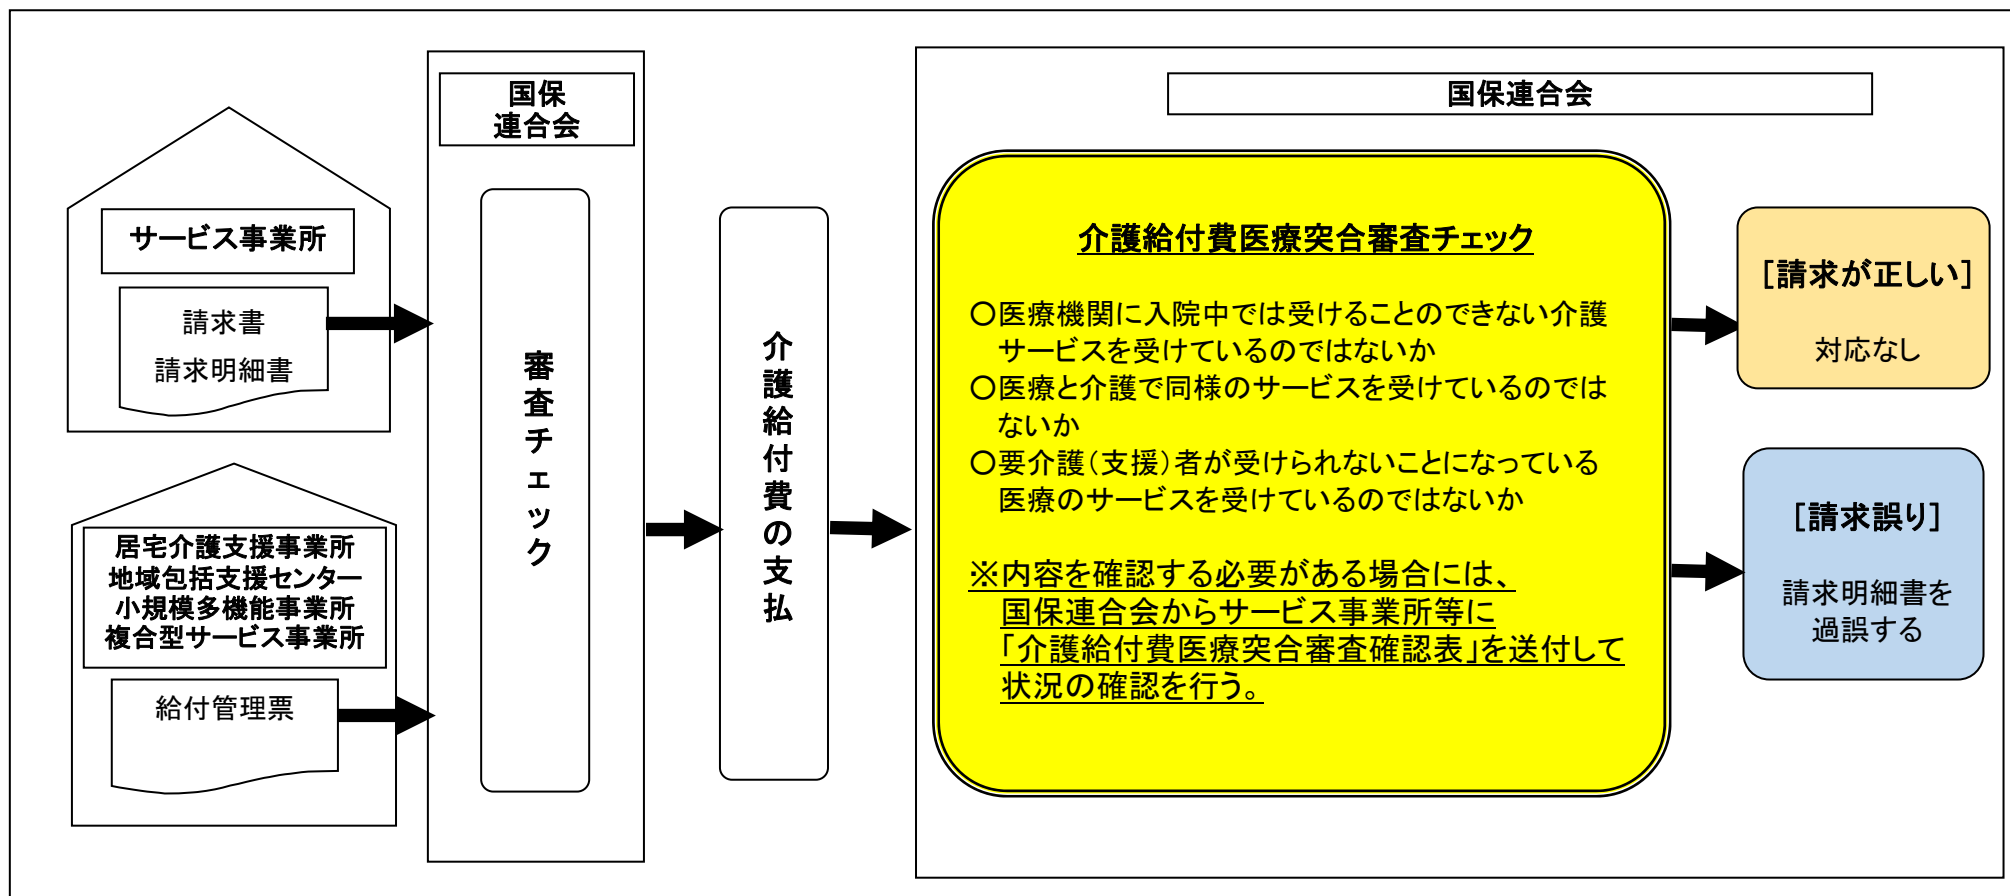 サービス事業所
請求書
請求明細書
居宅介護支援事業所
地域包括支援センター
小規模多機能事業所
複合型サービス事業所
給付管理票
国保
連合会
審査チェック
介護給付費の支払
国保連合会
介護給付費医療突合審査チェック
○医療機関に入院中では受けることのできない介護
サービスを受けているのではないか
○医療と介護で同様のサービスを受けているのでは
ないか
○要介護(支援)者が受けられないことになっている
医療のサービスを受けているのではないか
※内容を確認する必要がある場合には、
国保連合会からサービス事業所等に
「介護給付費医療突合審査確認表」を送付して
状況の確認を行う。
[請求が正しい]
対応なし
[請求誤り]
請求明細書を
過誤する